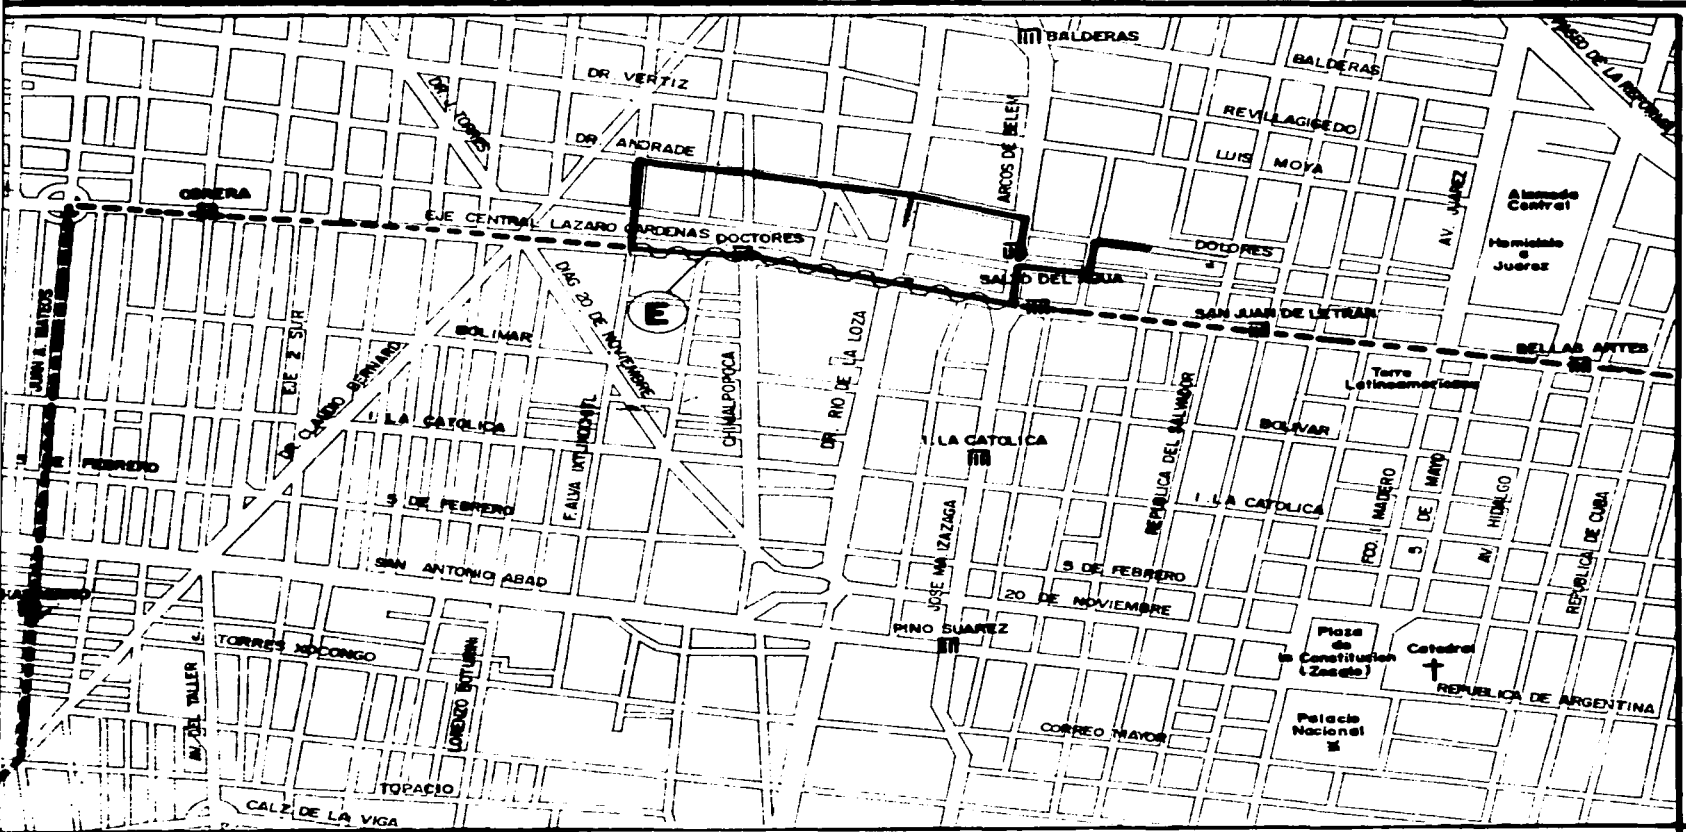 BALDERAS
BALDERAS
PASEO DE LA REFORMA
DR VERTIZ
DR. J. TORRES
REVILLAGIGEDO
DR ANDRADE
ARCOS DE BELEM
LUIS MOYA
AV. JUAREZ
Alameda
Central
OBRERA
EJE CENTRAL LAZARO CARDENAS
DOCTORES
DOLORES
Hemiciclo
a
Juarez
SALTO DEL AGUA
JUAN A. MATEOS
DIAG 20 DE NOVIEMBRE
E
SAN JUAN DE LETRAN
EJE 2 SUR
BOLIVAR
BELLAS ARTES
DR. CLAUDIO BERNARD
CHIMALPOPOCA
DR. RIO DE LA LOZA
Torre
Latinoamericana
I. LA CATOLICA
F. ALVA IXTLIXOCHITL
I. LA CATOLICA
REPUBLICA DEL SALVADOR
BOLIVAR
FEBRERO
5 DE FEBRERO
I. LA CATOLICA
FCO. I MADERO
5 DE MAYO
AV. HIDALGO
REPUBLICA DE CUBA
JOSE MA IZAZAGA
SAN ANTONIO ABAD
5 DE FEBRERO
20 DE NOVIEMBRE
PINO SUAREZ
TORRES XOCONGO
Plaza
de
la Constitucion
(Zocalo)
Catedral
AV. DEL TALLER
LORENZO BOTURINI
REPUBLICA DE ARGENTINA
CORREO MAYOR
Palacio
Nacional
TOPACIO
CALZ. DE LA VIGA